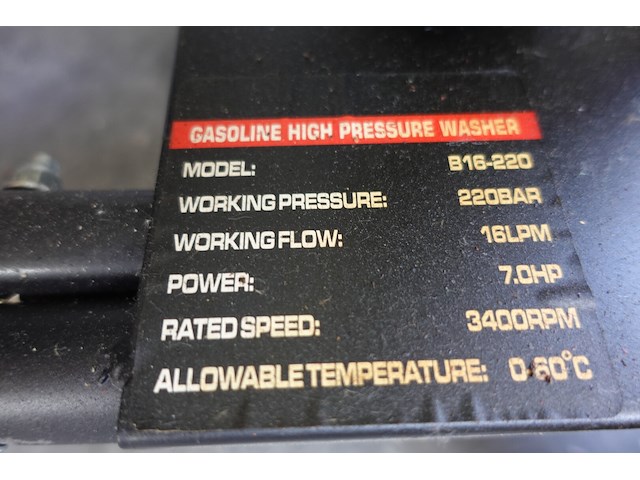 GASOLINE HIGH PRESSURE WASHER
MODEL: B16-220
WORKING PRESSURE: 220BAR
WORKING FLOW: 16LPM
POWER: 7.0HP
RATED SPEED: 3400RPM
ALLOWABLE TEMPERATURE: 0-60°C